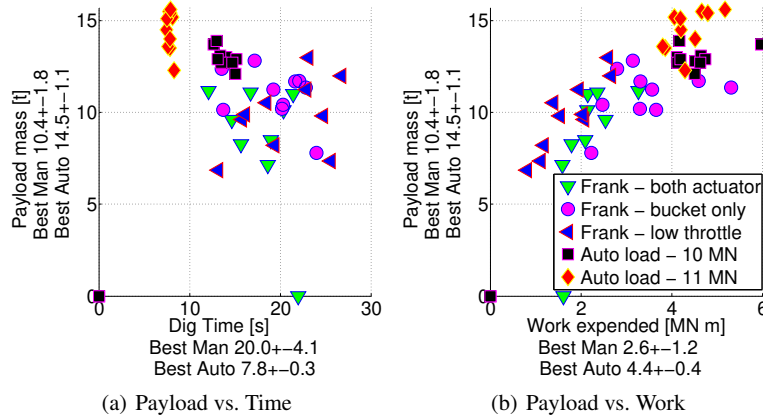 Payload mass [t]
Best Man 10.4+−1.8
Best Auto 14.5+−1.1
15
10
5
0
0
10
20
30
Dig Time [s]
Best Man 20.0+−4.1
Best Auto 7.8+−0.3
(a) Payload vs. Time
Payload mass [t]
Best Man 10.4+−1.8
Best Auto 14.5+−1.1
15
10
5
0
0
2
4
6
Work expended [MN m]
Best Man 2.6+−1.2
Best Auto 4.4+−0.4
Frank − both actuator
Frank − bucket only
Frank − low throttle
Auto load − 10 MN
Auto load − 11 MN
(b) Payload vs. Work